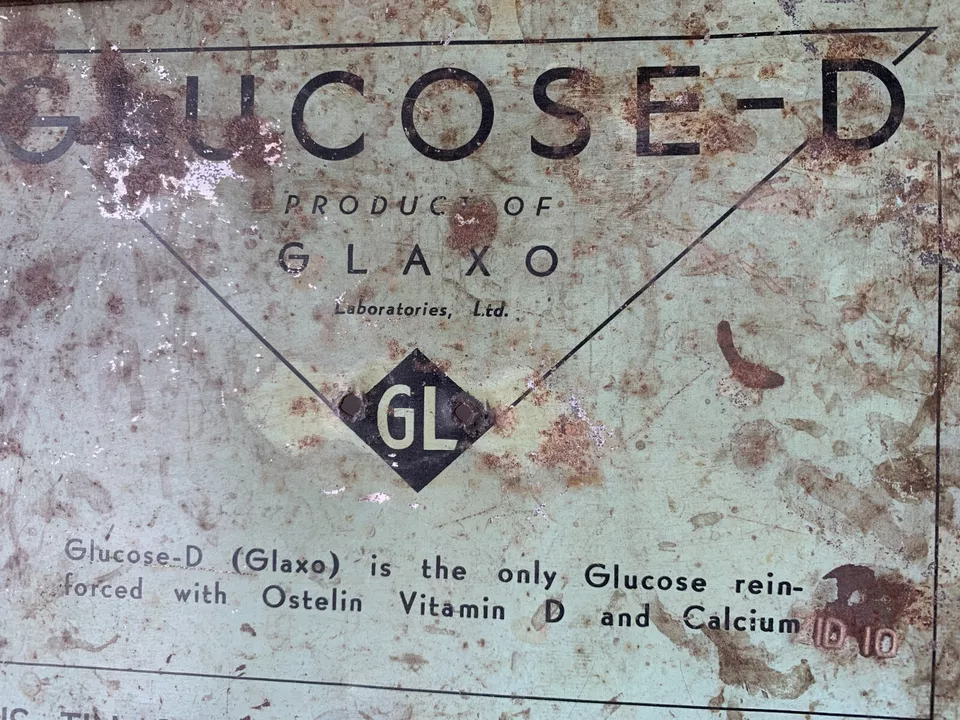 GLUCOSE-D
PRODUCT OF
GLAXO
Laboratories, Ltd.
GL
Glucose-D (Glaxo) is the only Glucose rein-
forced with Ostelin Vitamin D and Calcium
10-10